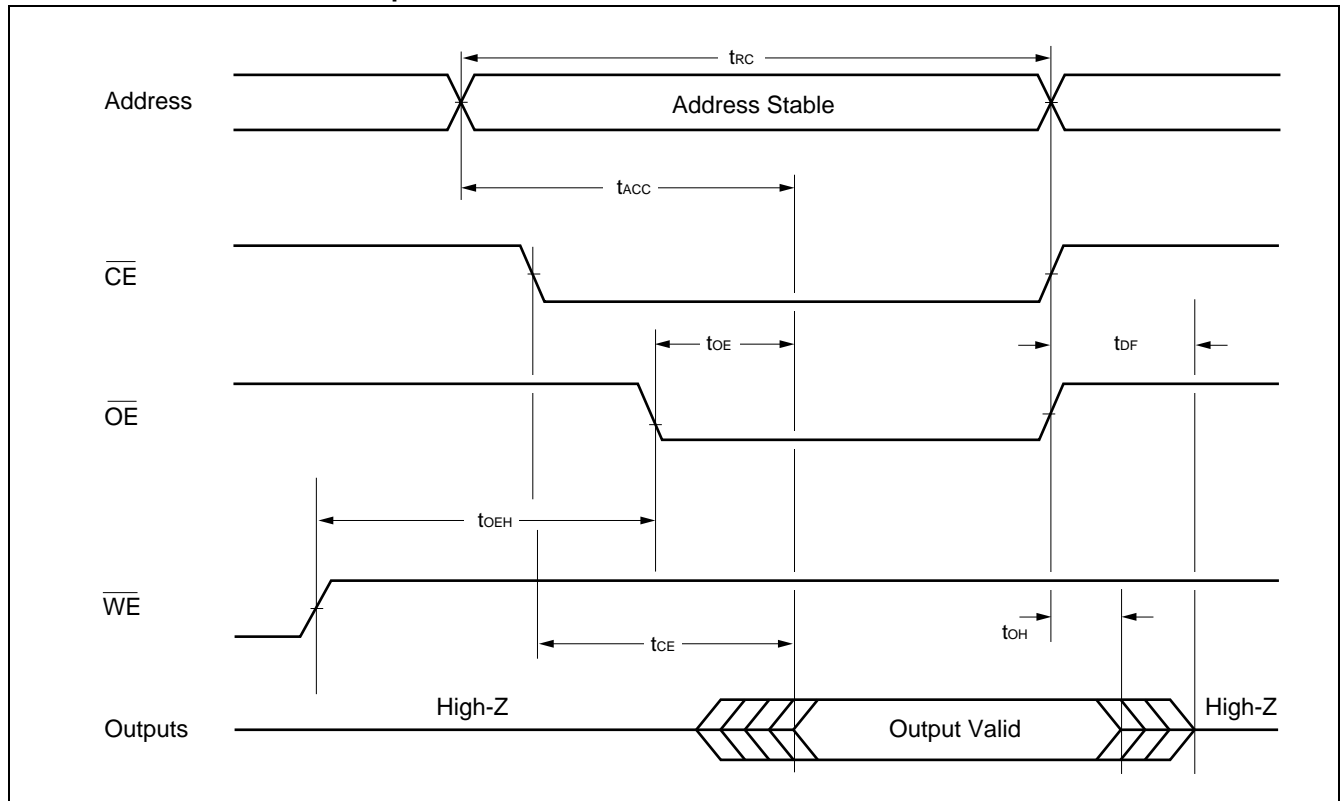 tRC
Address
Address Stable
tACC
CE
tOE
tDF
OE
tOEH
WE
tOH
tCE
High-Z
High-Z
Outputs
Output Valid